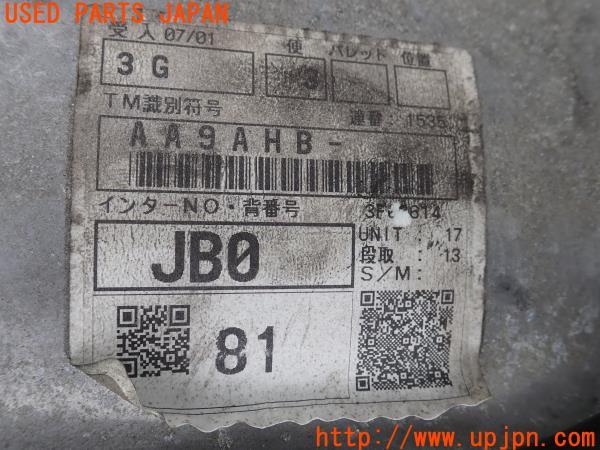 USED PARTS JAPAN
受入 07/01
便 パレット 位置
3G 3
TM識別符号 連番: 1535
AA9AHB-
インターNO・背番号
JB0
UNIT : 17
段取 : 13
S/M:
81
http://www.upjpn.com